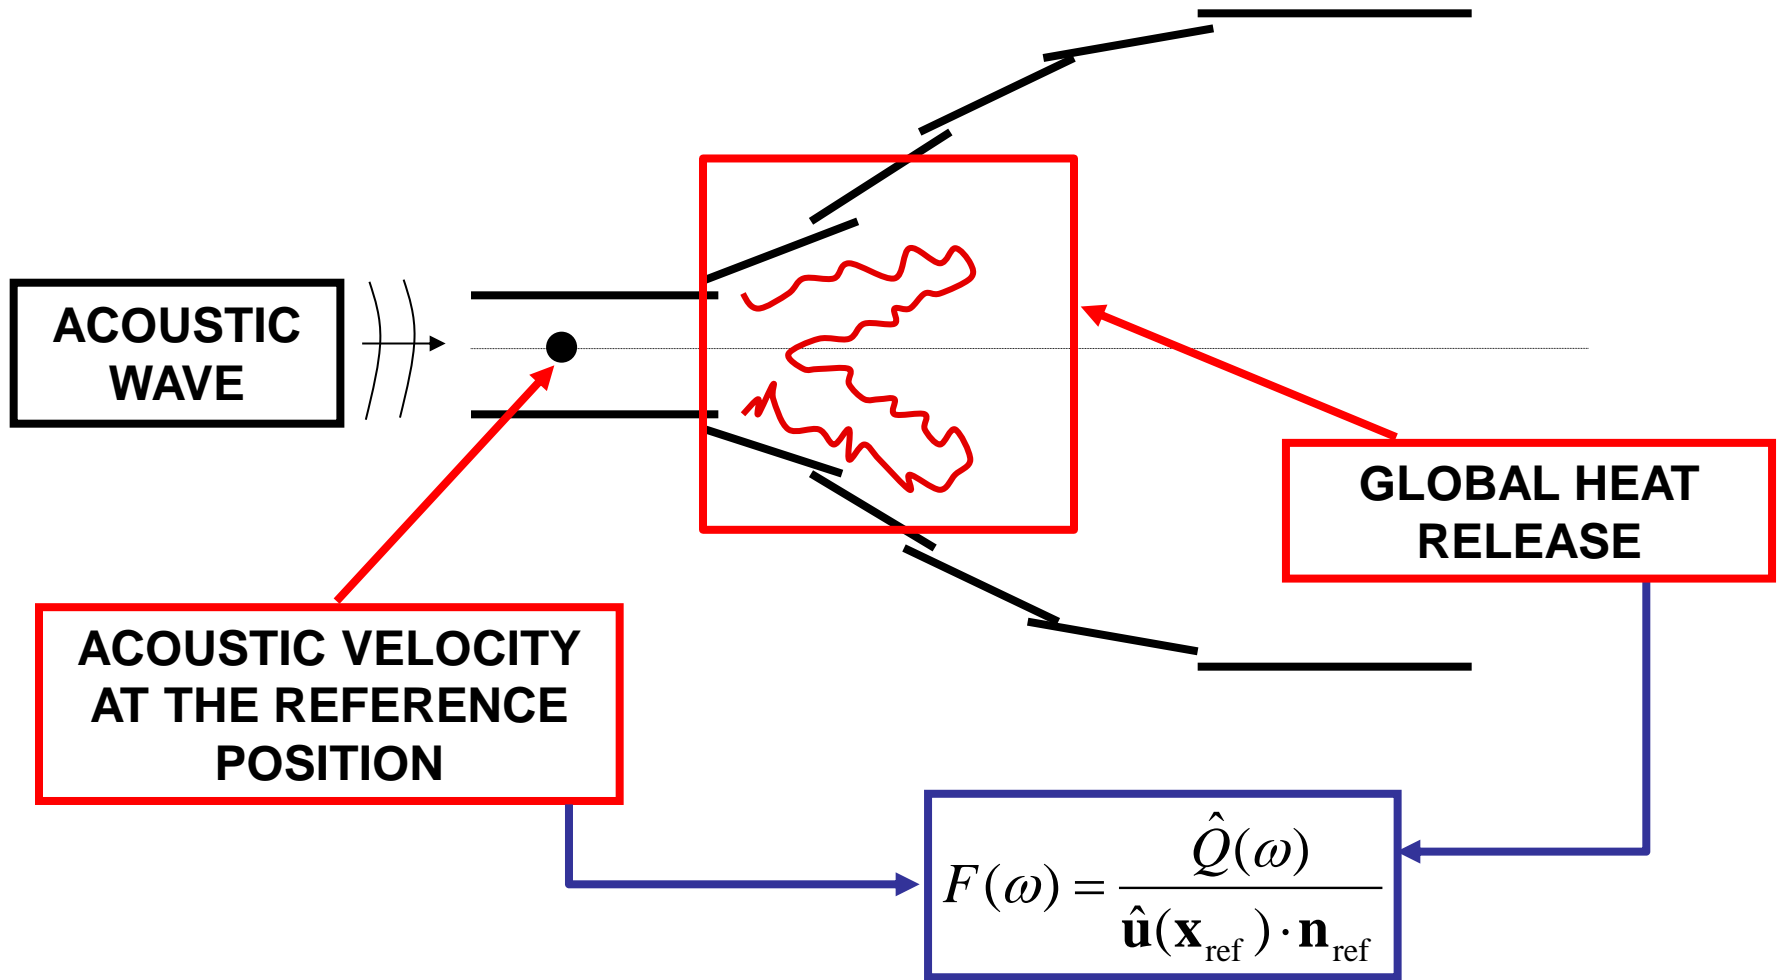 ACOUSTIC
WAVE
GLOBAL HEAT
RELEASE
ACOUSTIC VELOCITY
AT THE REFERENCE
POSITION
F(ω) = Q̂(ω) / û(x_ref) · n_ref